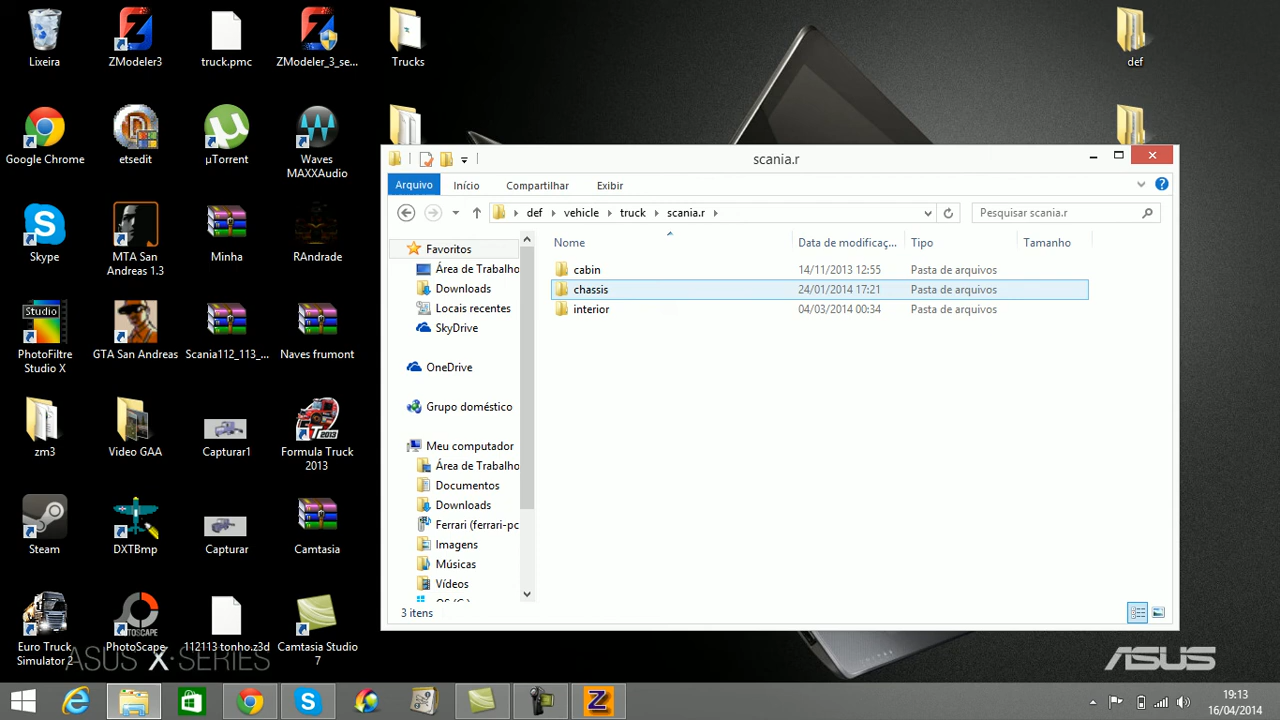 Lixeira
ZModeler3
truck.pmc
ZModeler_3_se...
Trucks
def
Google Chrome
etsedit
µTorrent
Waves
MAXXAudio
Skype
MTA San
Andreas 1.3
Minha
RAndrade
Studio
PhotoFiltre
Studio X
GTA San Andreas
Scania112_113_...
Naves frumont
zm3
Video GAA
Capturar1
Formula Truck
2013
Steam
DXTBmp
Capturar
Camtasia
Euro Truck
Simulator 2
PhotoScape
112113 tonho.z3d
Camtasia Studio
7
scania.r
Arquivo
Início
Compartilhar
Exibir
def
vehicle
truck
scania.r
Pesquisar scania.r
Nome
Data de modificaç...
Tipo
Tamanho
cabin
14/11/2013 12:55
Pasta de arquivos
chassis
24/01/2014 17:21
Pasta de arquivos
interior
04/03/2014 00:34
Pasta de arquivos
Favoritos
Área de Trabalho
Downloads
Locais recentes
SkyDrive
OneDrive
Grupo doméstico
Meu computador
Área de Trabalho
Documentos
Downloads
Ferrari (ferrari-pc
Imagens
Músicas
Vídeos
3 itens
ASUS X·SERIES
ASUS
19:13
16/04/2014